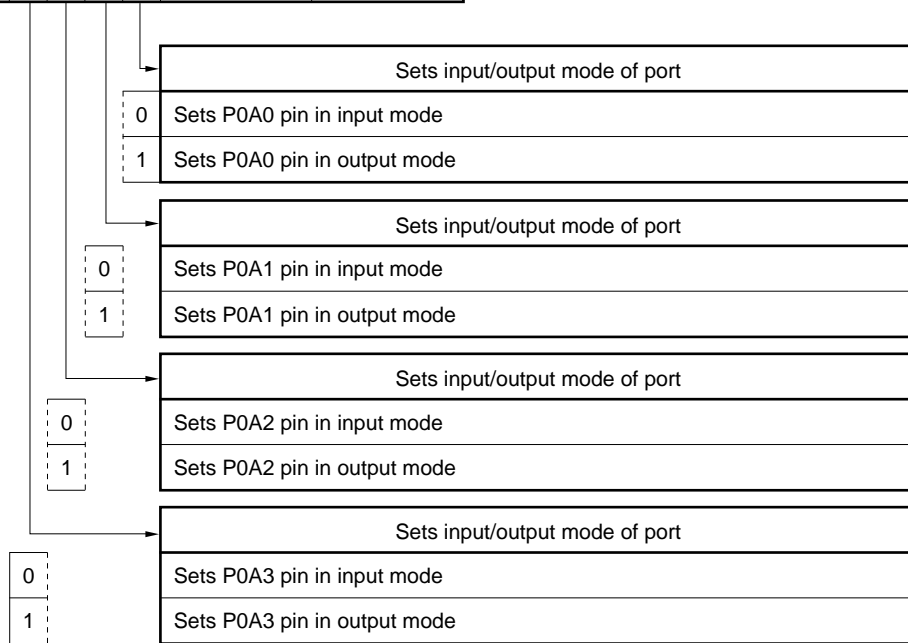 Sets input/output mode of port
0 Sets P0A0 pin in input mode
1 Sets P0A0 pin in output mode
Sets input/output mode of port
0 Sets P0A1 pin in input mode
1 Sets P0A1 pin in output mode
Sets input/output mode of port
0 Sets P0A2 pin in input mode
1 Sets P0A2 pin in output mode
Sets input/output mode of port
0 Sets P0A3 pin in input mode
1 Sets P0A3 pin in output mode